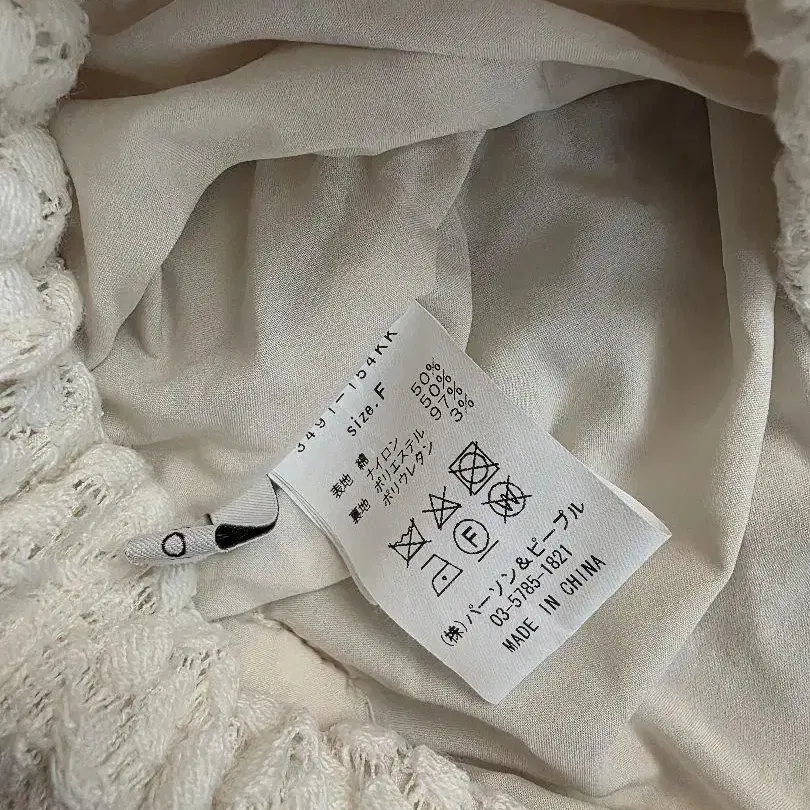 3491-154KK
size.F
表地 綿 50%
ナイロン 50%
裏地 ポリエステル 97%
ポリウレタン 3%
F
W
(株)パーソン&ピープル
03-5785-1821
MADE IN CHINA